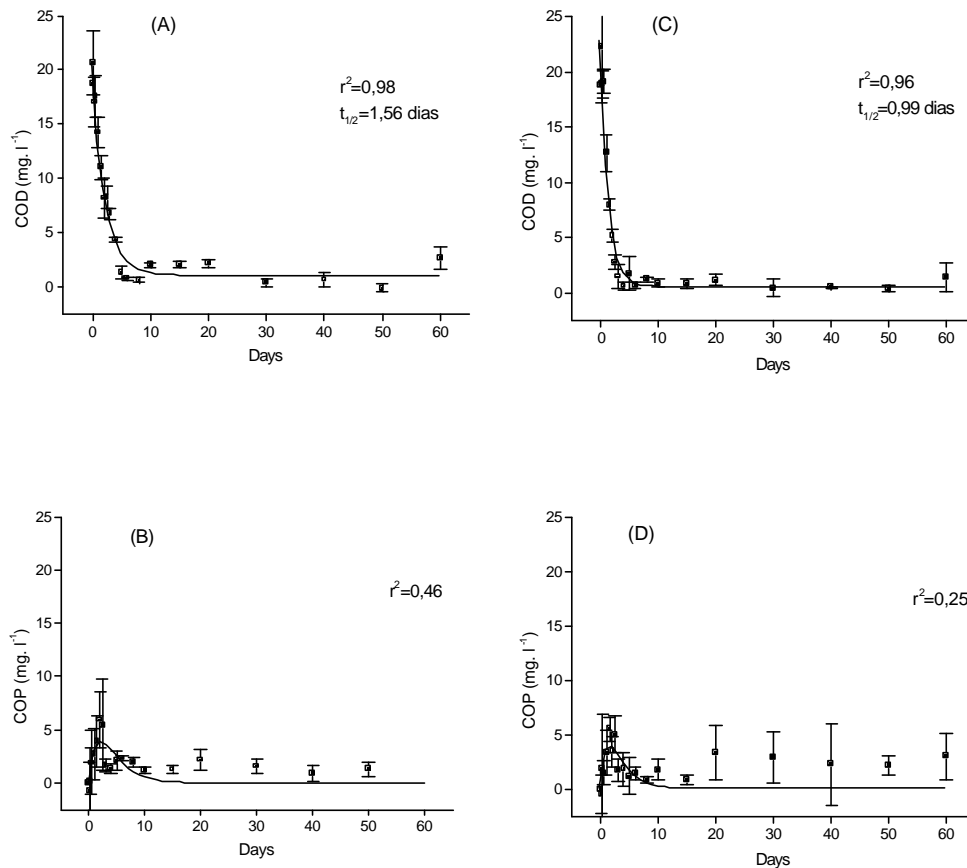 (A)
r²=0,98
t1/2=1,56 dias
COD (mg. l⁻¹)
25
20
15
10
5
0
0 10 20 30 40 50 60
Days
(C)
r²=0,96
t1/2=0,99 dias
COD (mg. l⁻¹)
25
20
15
10
5
0
0 10 20 30 40 50 60
Days
(B)
r²=0,46
COP (mg. l⁻¹)
25
20
15
10
5
0
0 10 20 30 40 50 60
Days
(D)
r²=0,25
COP (mg. l⁻¹)
25
20
15
10
5
0
0 10 20 30 40 50 60
Days